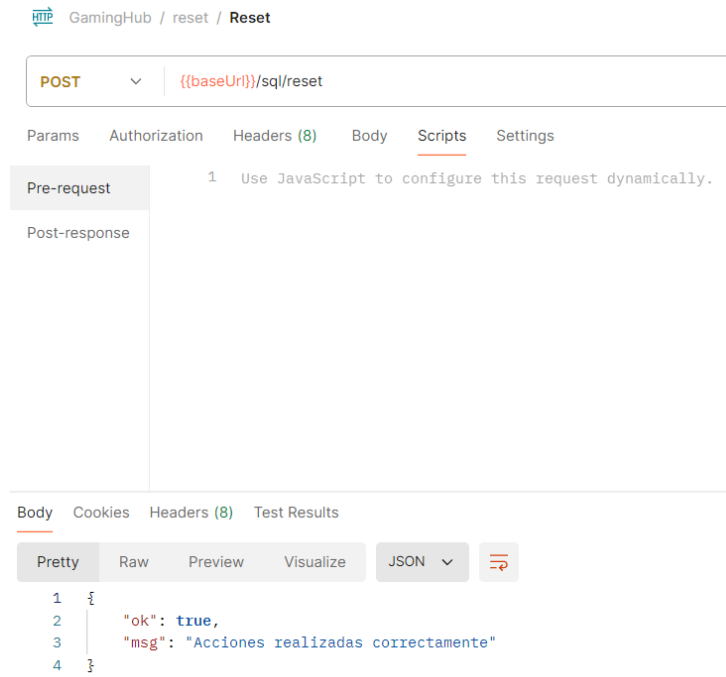 HTTP GamingHub / reset / Reset
POST {{baseUrl}}/sql/reset
Params Authorization Headers (8) Body Scripts Settings
Pre-request
1 Use JavaScript to configure this request dynamically.
Post-response
Body Cookies Headers (8) Test Results
Pretty Raw Preview Visualize JSON
1 {
2 "ok": true,
3 "msg": "Acciones realizadas correctamente"
4 }